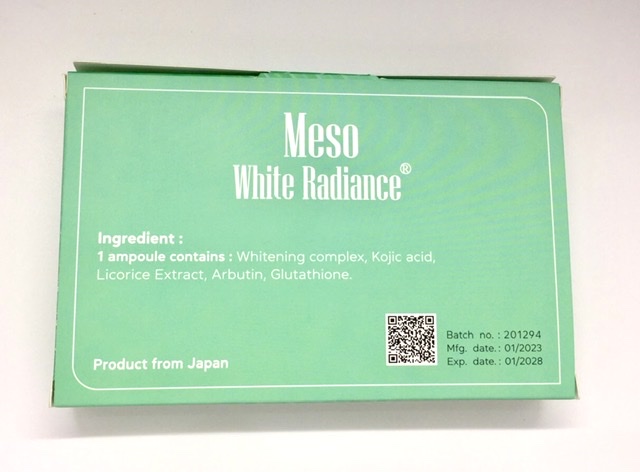 Meso
White Radiance®
Ingredient :
1 ampoule contains : Whitening complex, Kojic acid,
Licorice Extract, Arbutin, Glutathione.
Batch no. : 201294
Mfg. date. : 01/2023
Exp. date. : 01/2028
Product from Japan